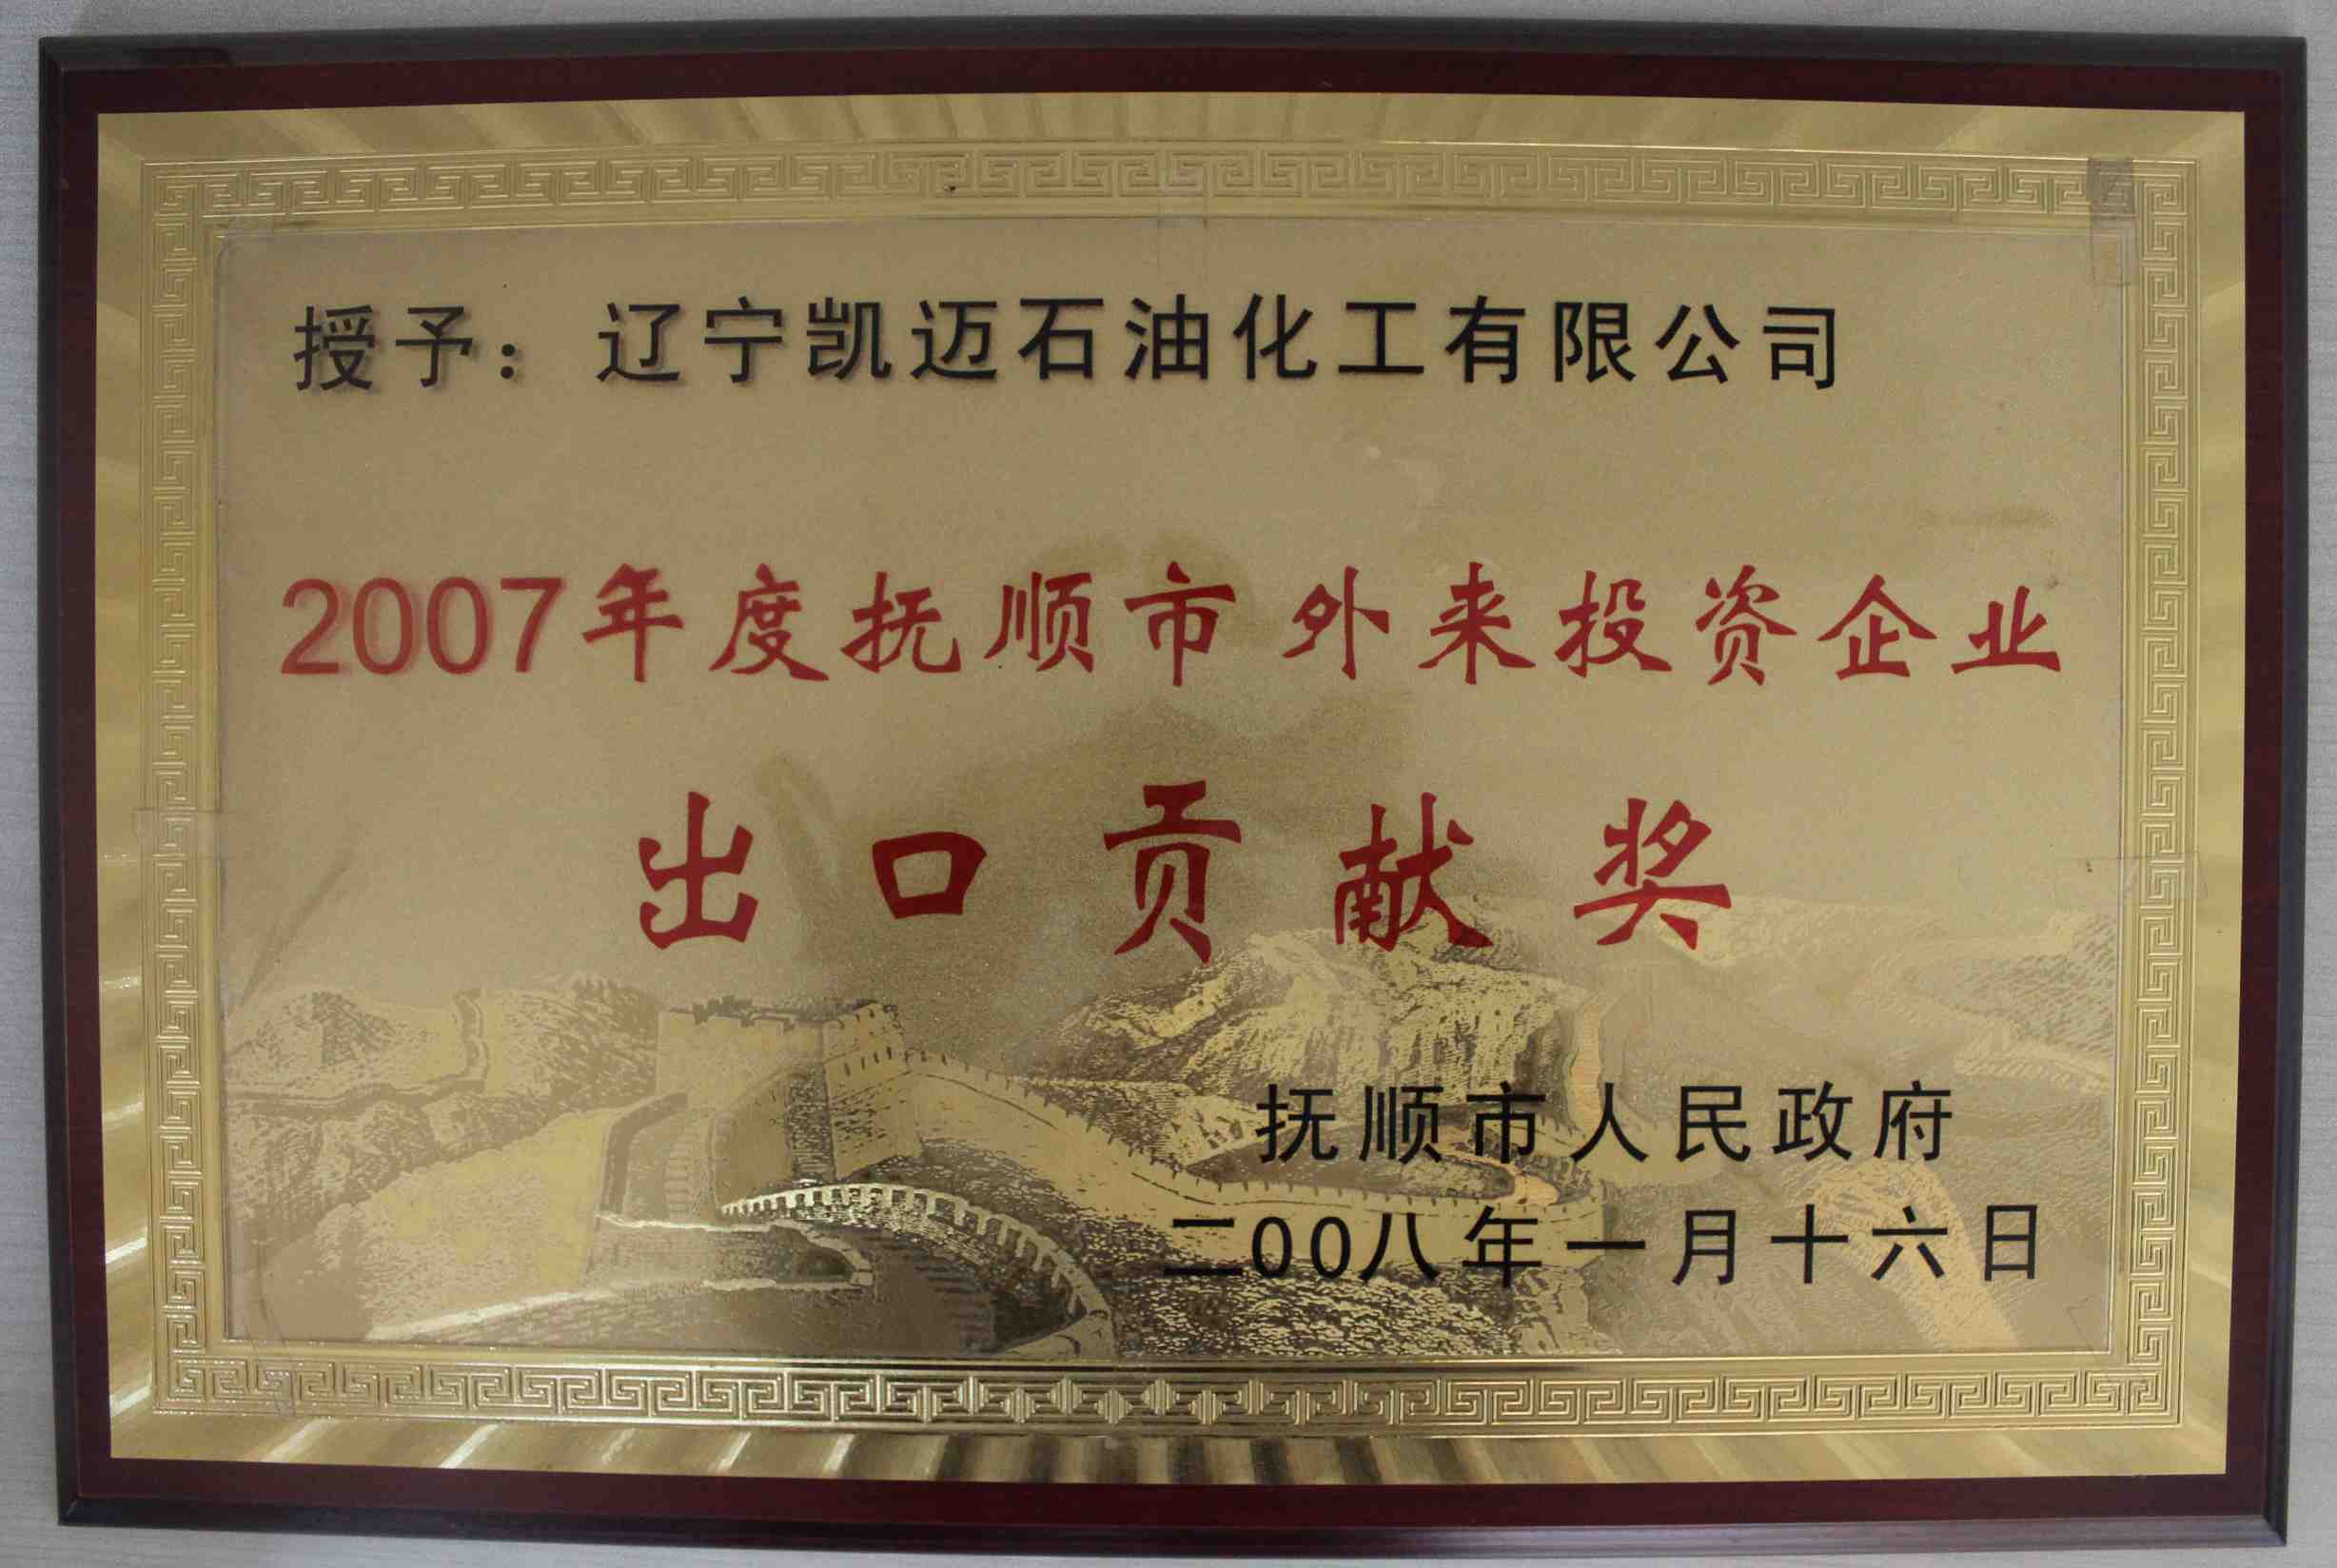 授予：辽宁凯迈石油化工有限公司
2007年度抚顺市外来投资企业
出口贡献奖
抚顺市人民政府
二00八年一月十六日